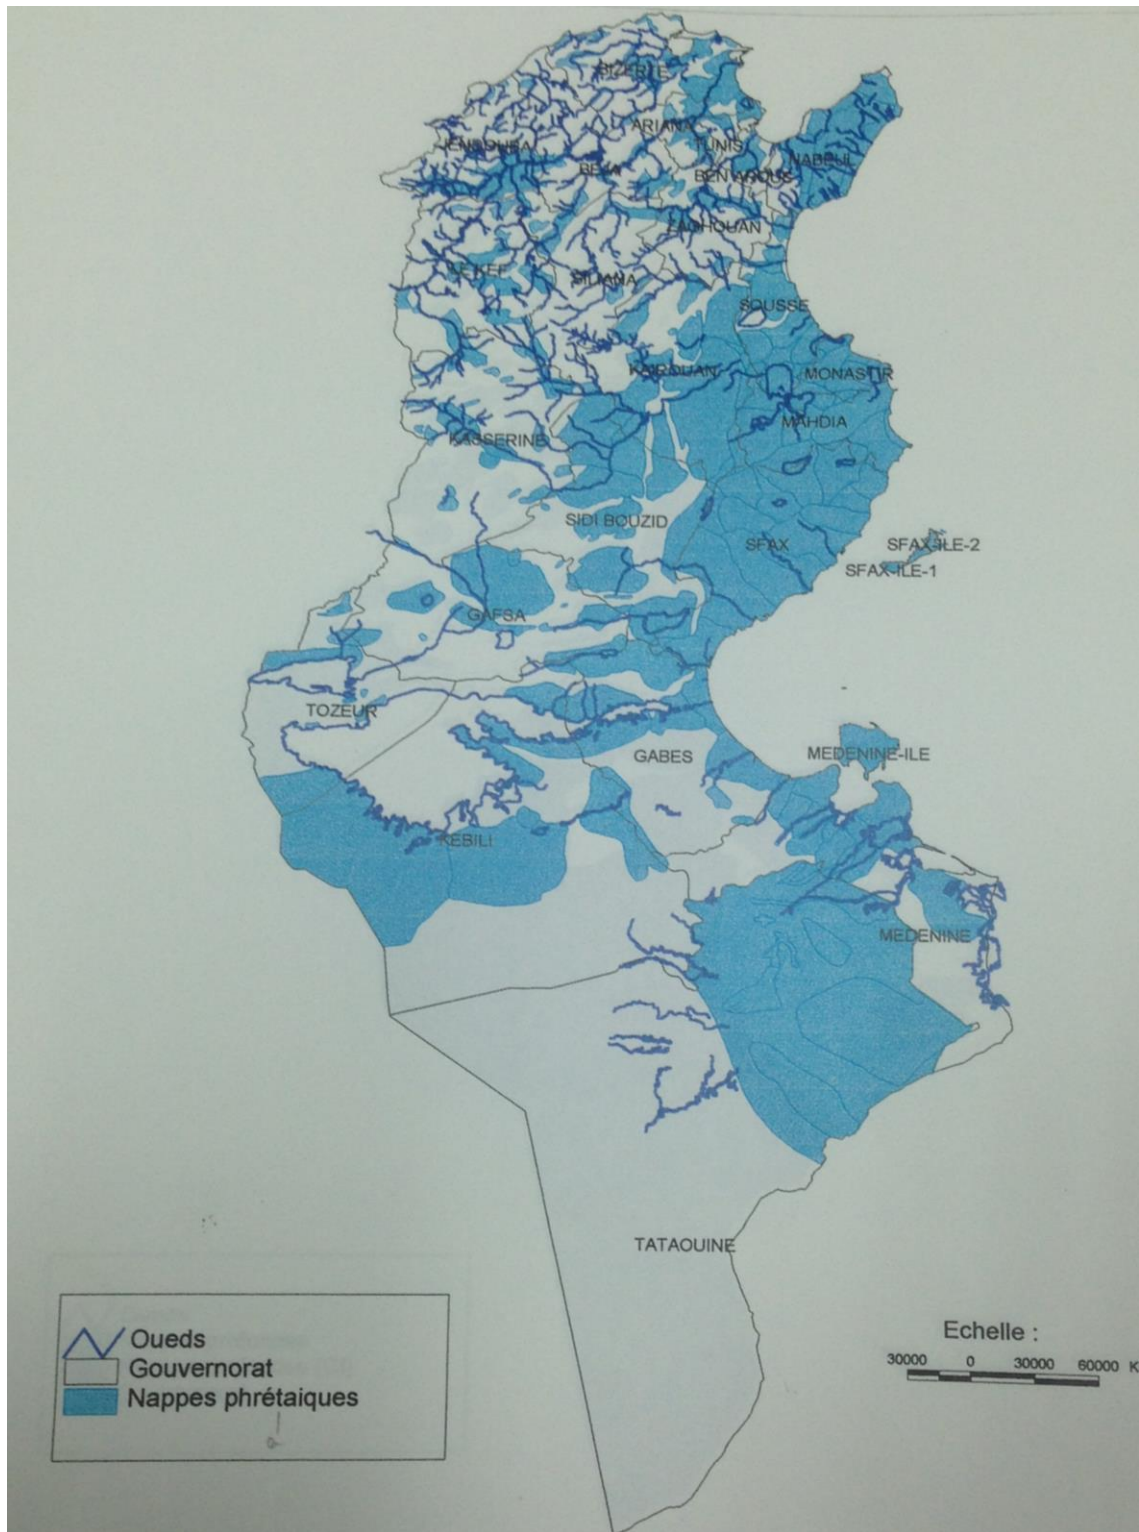 BIZERTE
ARIANA
JENDOUBA
TUNIS
BEJA
NABEUL
BEN AROUS
ZAGHOUAN
LE KEF
SILIANA
SOUSSE
KAIROUAN
MONASTIR
MAHDIA
KASSERINE
SIDI BOUZID
SFAX
SFAX-ILE-2
SFAX-ILE-1
GAFSA
TOZEUR
GABES
MEDENINE-ILE
KEBILI
MEDENINE
TATAOUINE
Oueds
Gouvernorat
Nappes phrétaiques
Echelle :
30000 0 30000 60000 K